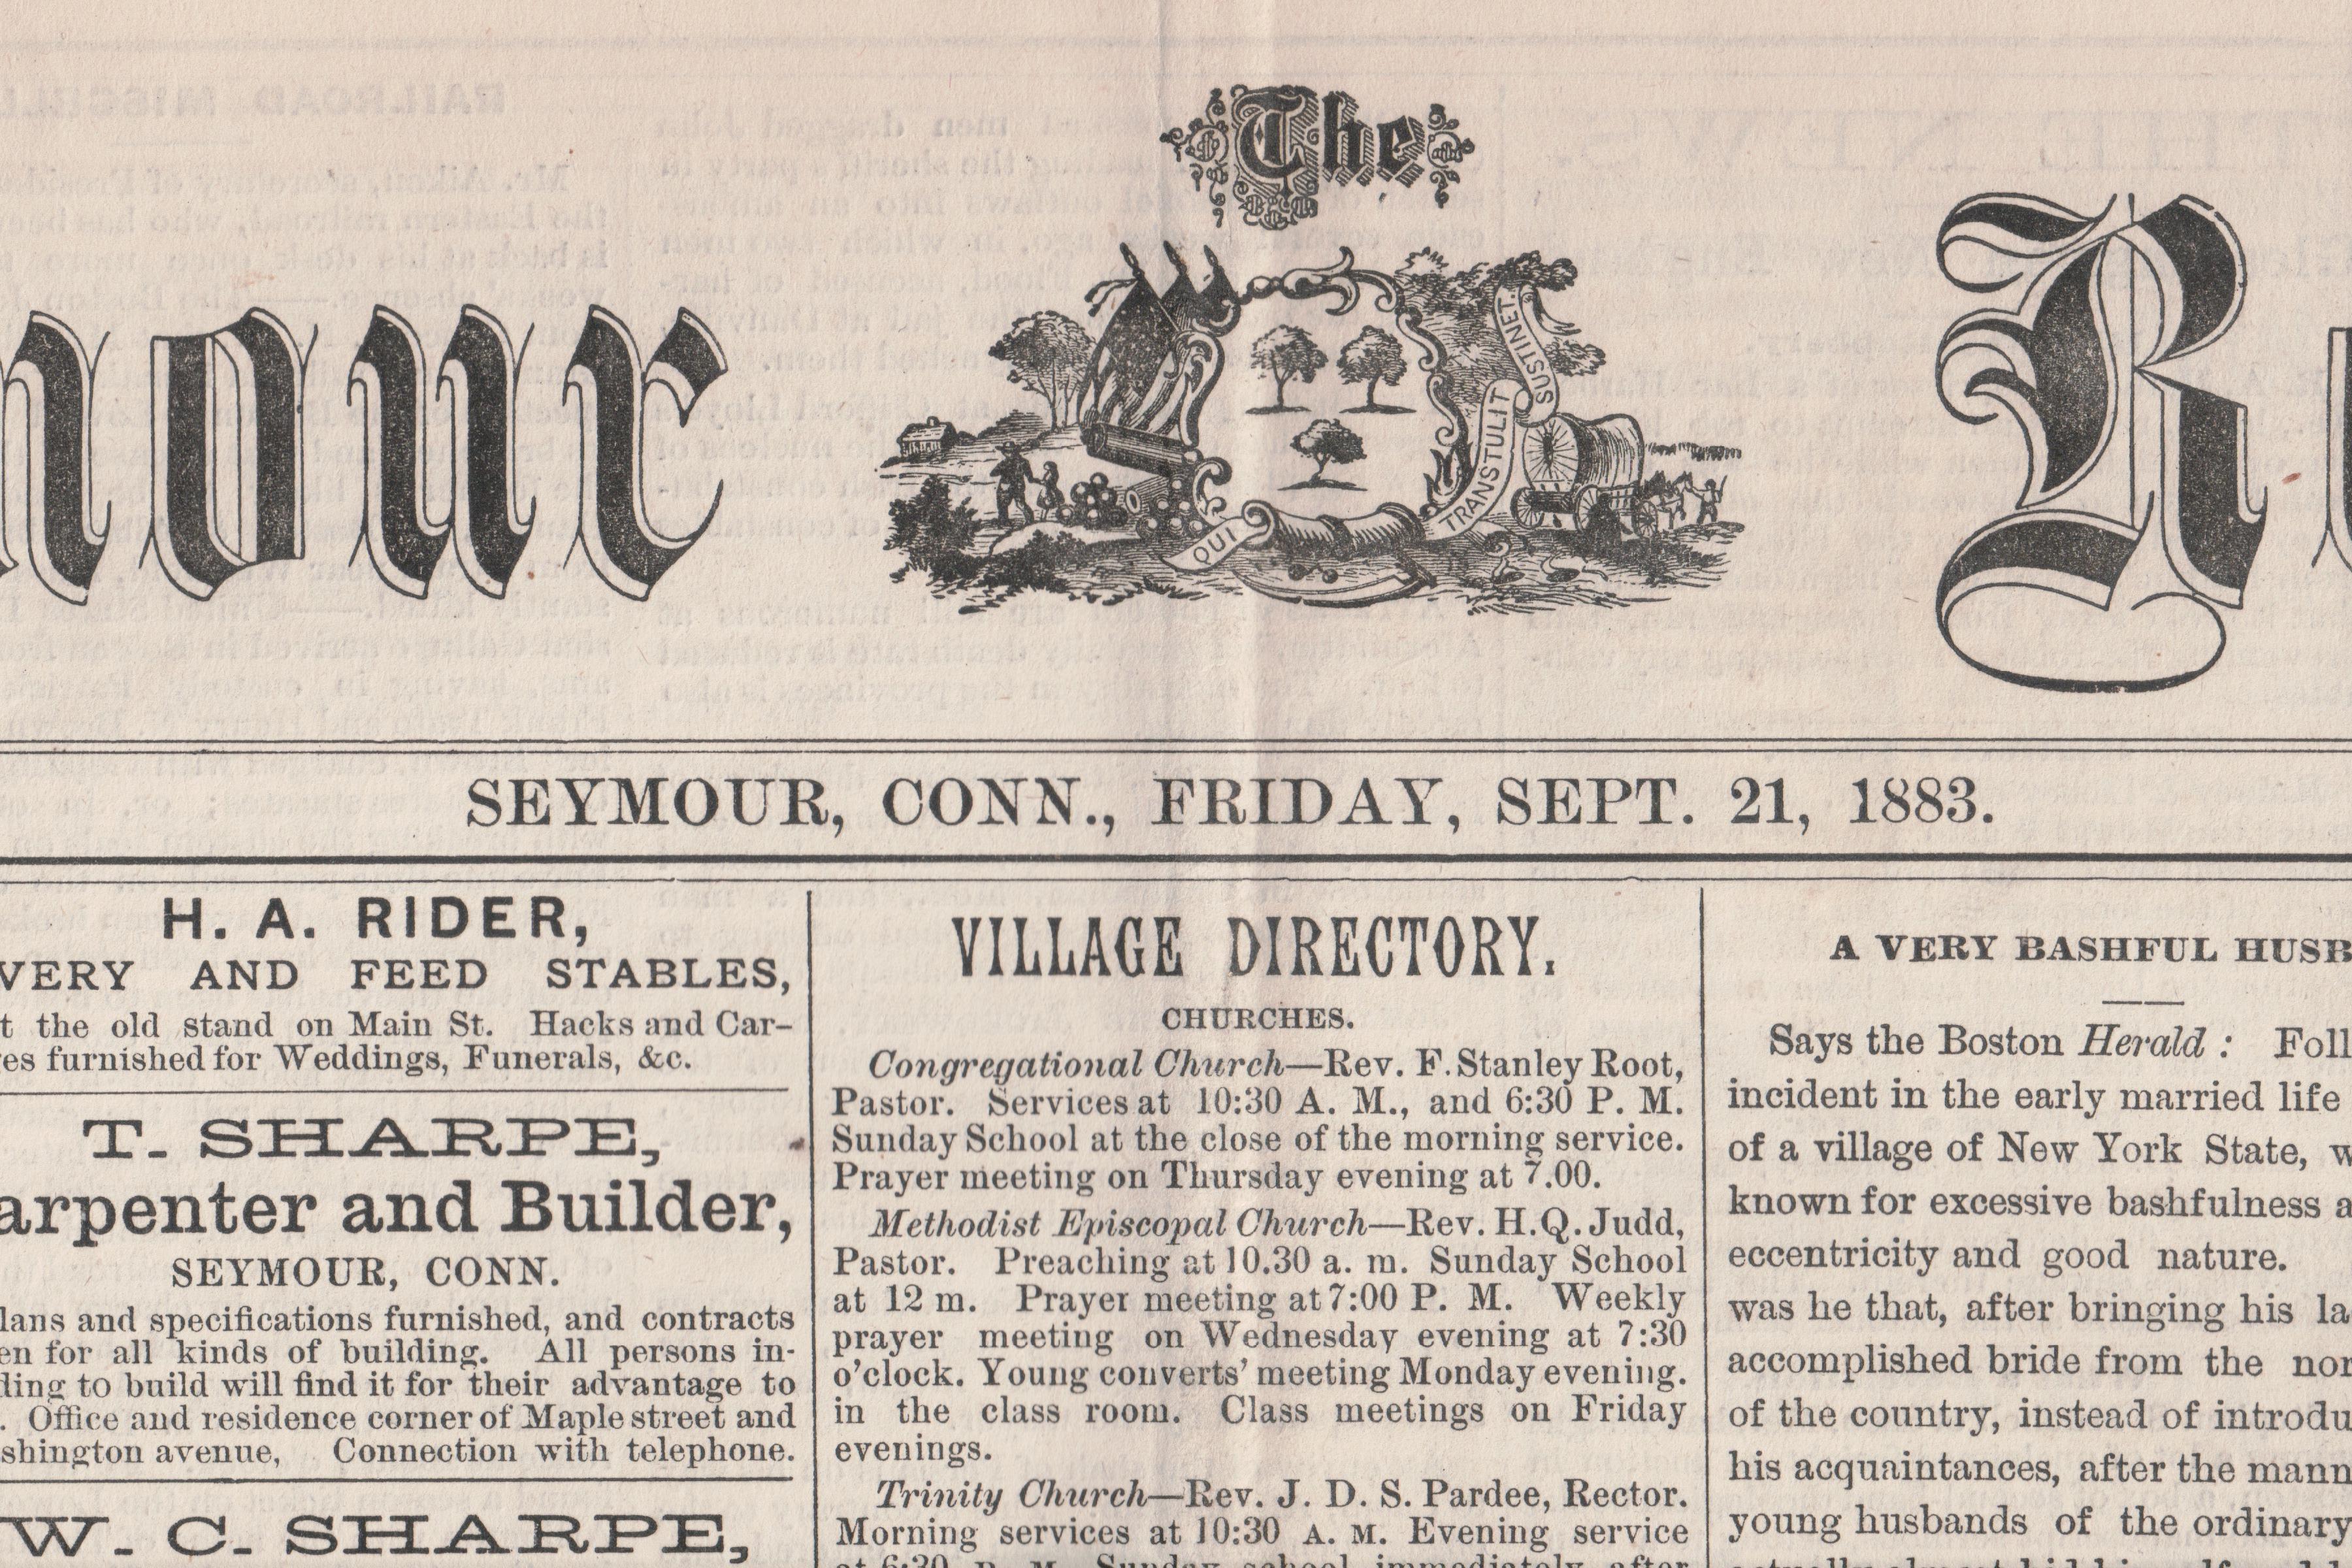 The
mour
R
QUI
TRANSTULIT
SUSTINET.
SEYMOUR, CONN., FRIDAY, SEPT. 21, 1883.
H. A. RIDER,
VERY AND FEED STABLES,
t the old stand on Main St. Hacks and Car-
es furnished for Weddings, Funerals, &c.
T. SHARPE,
arpenter and Builder,
SEYMOUR, CONN.
lans and specifications furnished, and contracts
en for all kinds of building. All persons in-
ding to build will find it for their advantage to
. Office and residence corner of Maple street and
shington avenue, Connection with telephone.
W. C. SHARPE,
VILLAGE DIRECTORY.
CHURCHES.
Congregational Church—Rev. F. Stanley Root,
Pastor. Services at 10:30 A. M., and 6:30 P. M.
Sunday School at the close of the morning service.
Prayer meeting on Thursday evening at 7.00.
Methodist Episcopal Church—Rev. H. Q. Judd,
Pastor. Preaching at 10.30 a. m. Sunday School
at 12 m. Prayer meeting at 7:00 P. M. Weekly
prayer meeting on Wednesday evening at 7:30
o'clock. Young converts' meeting Monday evening.
in the class room. Class meetings on Friday
evenings.
Trinity Church—Rev. J. D. S. Pardee, Rector.
Morning services at 10:30 A. M. Evening service
at 6:30 P. M. Sunday school immediately after
A VERY BASHFUL HUSB
Says the Boston Herald : Foll
incident in the early married life
of a village of New York State, w
known for excessive bashfulness a
eccentricity and good nature.
was he that, after bringing his la
accomplished bride from the nor
of the country, instead of introdu
his acquaintances, after the mann
young husbands of the ordinary